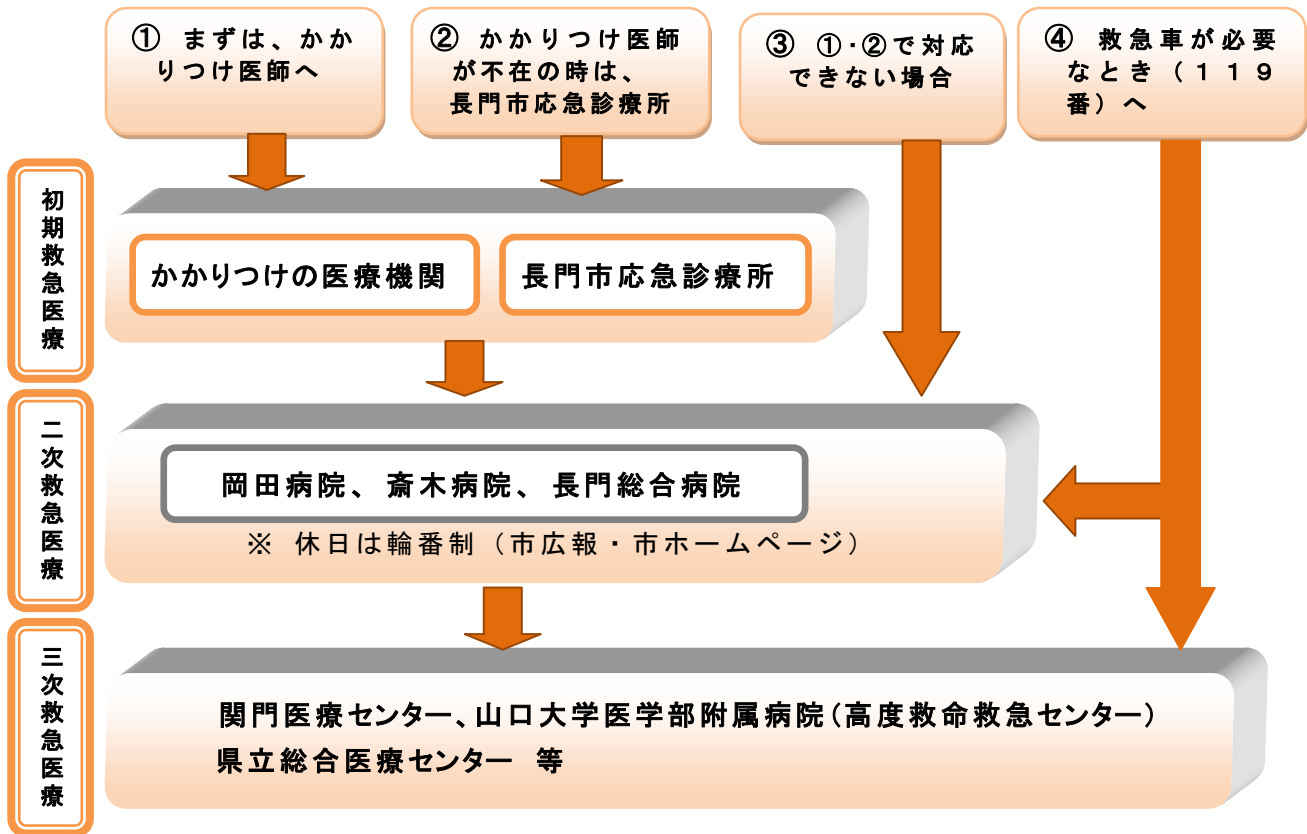 ① まずは、かか
りつけ医師へ
② かかりつけ医師
が不在の時は、
長門市応急診療所
③ ①・②で対応
できない場合
④ 救急車が必要
なとき（119
番）へ
初期救急医療
かかりつけの医療機関
長門市応急診療所
二次救急医療
岡田病院、斎木病院、長門総合病院
※ 休日は輪番制（市広報・市ホームページ）
三次救急医療
関門医療センター、山口大学医学部附属病院（高度救命救急センター）
県立総合医療センター 等